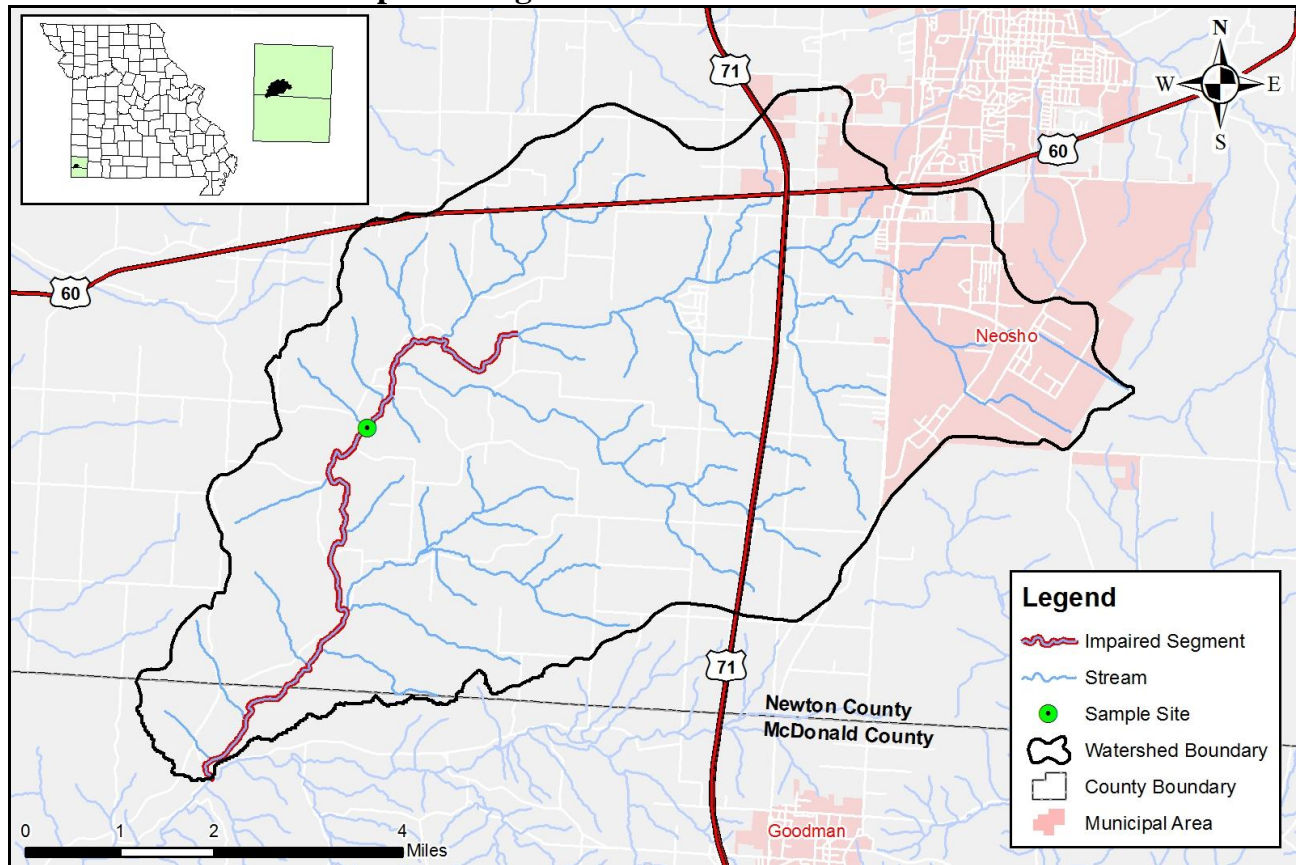 71
N
W E
S
60
60
Neosho
Legend
Impaired Segment
Stream
Sample Site
Watershed Boundary
County Boundary
Municipal Area
71
Newton County
McDonald County
0 1 2 4
Miles
Goodman